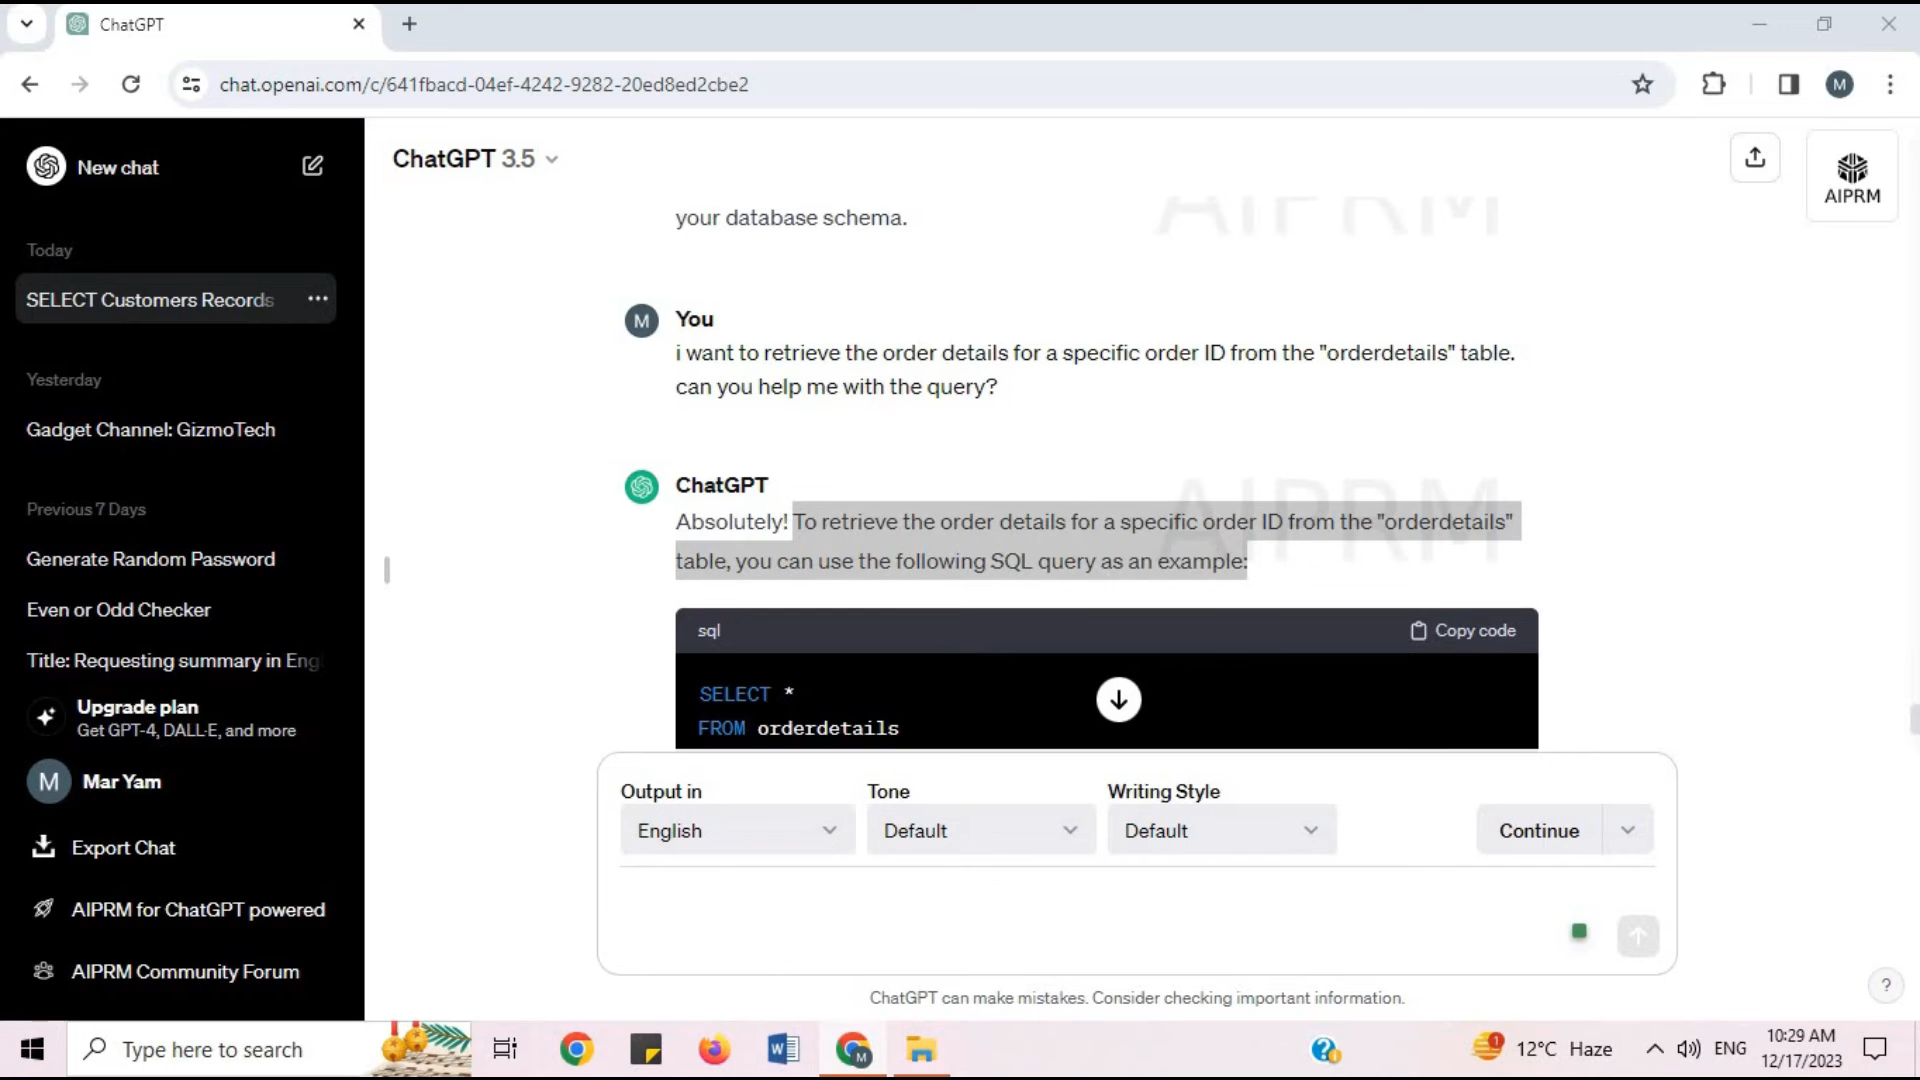 ChatGPT
chat.openai.com/c/641fbacd-04ef-4242-9282-20ed8ed2cbe2
M
New chat
Today
SELECT Customers Records
Yesterday
Gadget Channel: GizmoTech
Previous 7 Days
Generate Random Password
Even or Odd Checker
Title: Requesting summary in Eng
Upgrade plan
Get GPT-4, DALL·E, and more
M
Mar Yam
Export Chat
AIPRM for ChatGPT powered
AIPRM Community Forum
ChatGPT 3.5
AIPRM
AIPRM
your database schema.
M
You
i want to retrieve the order details for a specific order ID from the "orderdetails" table.
can you help me with the query?
ChatGPT
AIPRM
Absolutely! To retrieve the order details for a specific order ID from the "orderdetails"
table, you can use the following SQL query as an example:
sql
Copy code
SELECT *
FROM orderdetails
Output in
Tone
Writing Style
English
Default
Default
Continue
ChatGPT can make mistakes. Consider checking important information.
?
Type here to search
W
M
?
1
12°C Haze
ENG
10:29 AM
12/17/2023